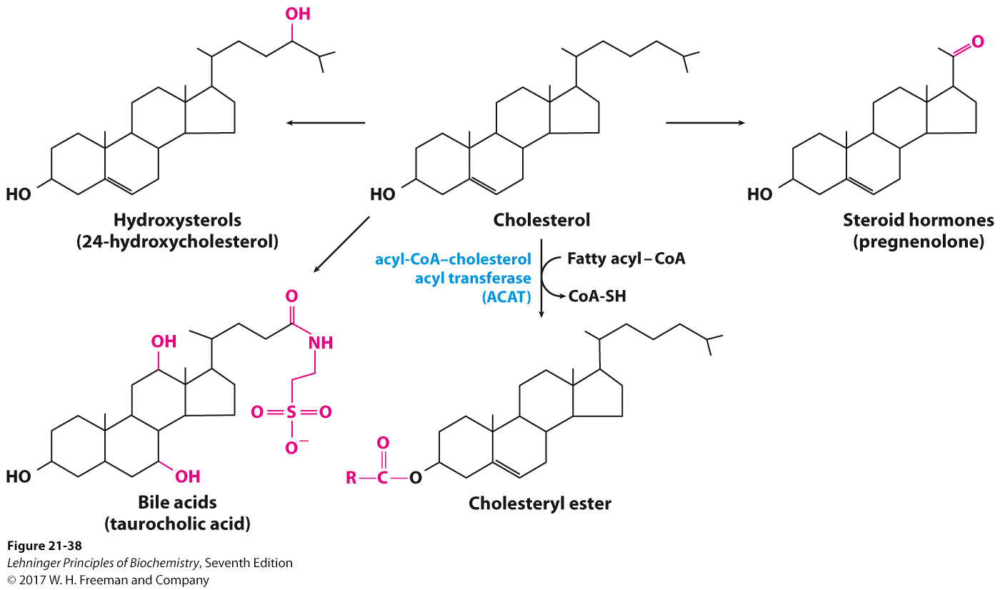 OH
O
HO
HO
HO
Hydroxysterols
(24-hydroxycholesterol)
Cholesterol
Steroid hormones
(pregnenolone)
acyl-CoA–cholesterol
acyl transferase
(ACAT)
Fatty acyl–CoA
CoA-SH
O
OH
NH
O=S=O
O−
HO
OH
O
R—C—O
Bile acids
(taurocholic acid)
Cholesteryl ester
Figure 21-38
Lehninger Principles of Biochemistry, Seventh Edition
© 2017 W. H. Freeman and Company